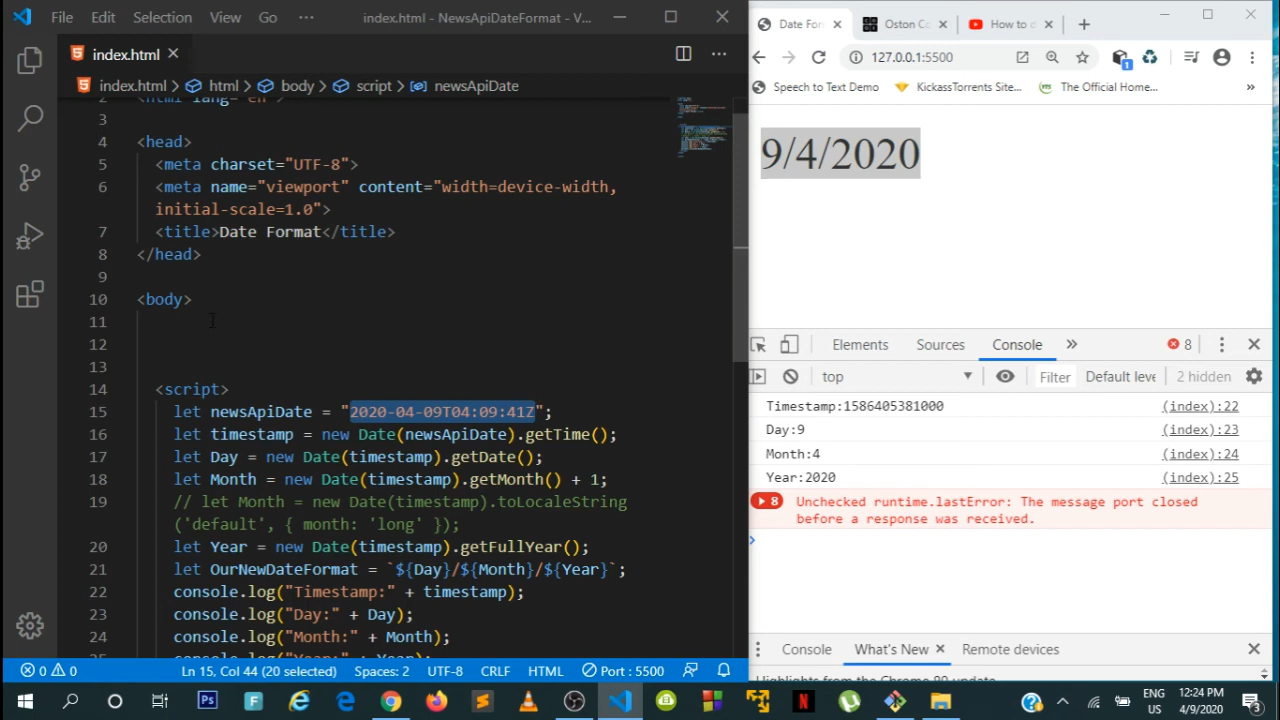 File Edit Selection View Go ··· index.html - NewsApiDateFormat - V...
index.html
index.html > html > body > script > newsApiDate
2 <html lang="en">
3
4 <head>
5 <meta charset="UTF-8">
6 <meta name="viewport" content="width=device-width,
initial-scale=1.0">
7 <title>Date Format</title>
8 </head>
9
10 <body>
11
12
13
14 <script>
15 let newsApiDate = "2020-04-09T04:09:41Z";
16 let timestamp = new Date(newsApiDate).getTime();
17 let Day = new Date(timestamp).getDate();
18 let Month = new Date(timestamp).getMonth() + 1;
19 // let Month = new Date(timestamp).toLocaleString
('default', { month: 'long' });
20 let Year = new Date(timestamp).getFullYear();
21 let OurNewDateFormat = `${Day}/${Month}/${Year}`;
22 console.log("Timestamp:" + timestamp);
23 console.log("Day:" + Day);
24 console.log("Month:" + Month);
25 console.log("Year:" + Year);
0 0 Ln 15, Col 44 (20 selected) Spaces: 2 UTF-8 CRLF HTML Port : 5500
Date For Oston Co How to c
127.0.0.1:5500
Speech to Text Demo KickassTorrents Site... The Official Home... »
9/4/2020
Elements Sources Console » 8
top Filter Default leve 2 hidden
Timestamp:1586405381000 (index):22
Day:9 (index):23
Month:4 (index):24
Year:2020 (index):25
8 Unchecked runtime.lastError: The message port closed
before a response was received.
Console What's New Remote devices
Highlights from the Chrome 80 update
ENG
US
12:24 PM
4/9/2020
3